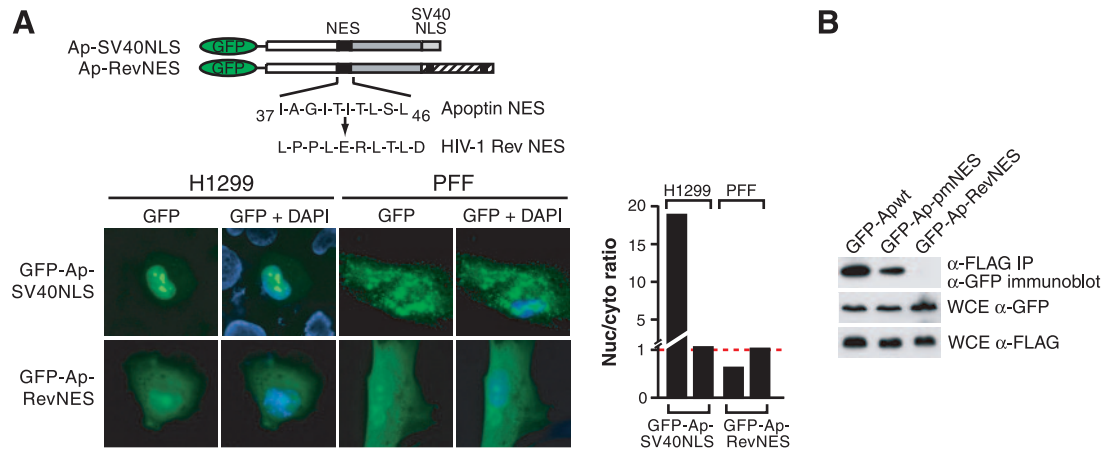 A
NES
SV40
NLS
Ap-SV40NLS
GFP
Ap-RevNES
GFP
37 I-A-G-I-T-I-T-L-S-L 46 Apoptin NES
L-P-P-L-E-R-L-T-L-D HIV-1 Rev NES
H1299
PFF
GFP
GFP + DAPI
GFP
GFP + DAPI
GFP-Ap-
SV40NLS
GFP-Ap-
RevNES
H1299
PFF
Nuc/cyto ratio
20
15
10
5
1
0
GFP-Ap-
SV40NLS
GFP-Ap-
RevNES
B
GFP-Apwt
GFP-Ap-pmNES
GFP-Ap-RevNES
α-FLAG IP
α-GFP immunoblot
WCE α-GFP
WCE α-FLAG